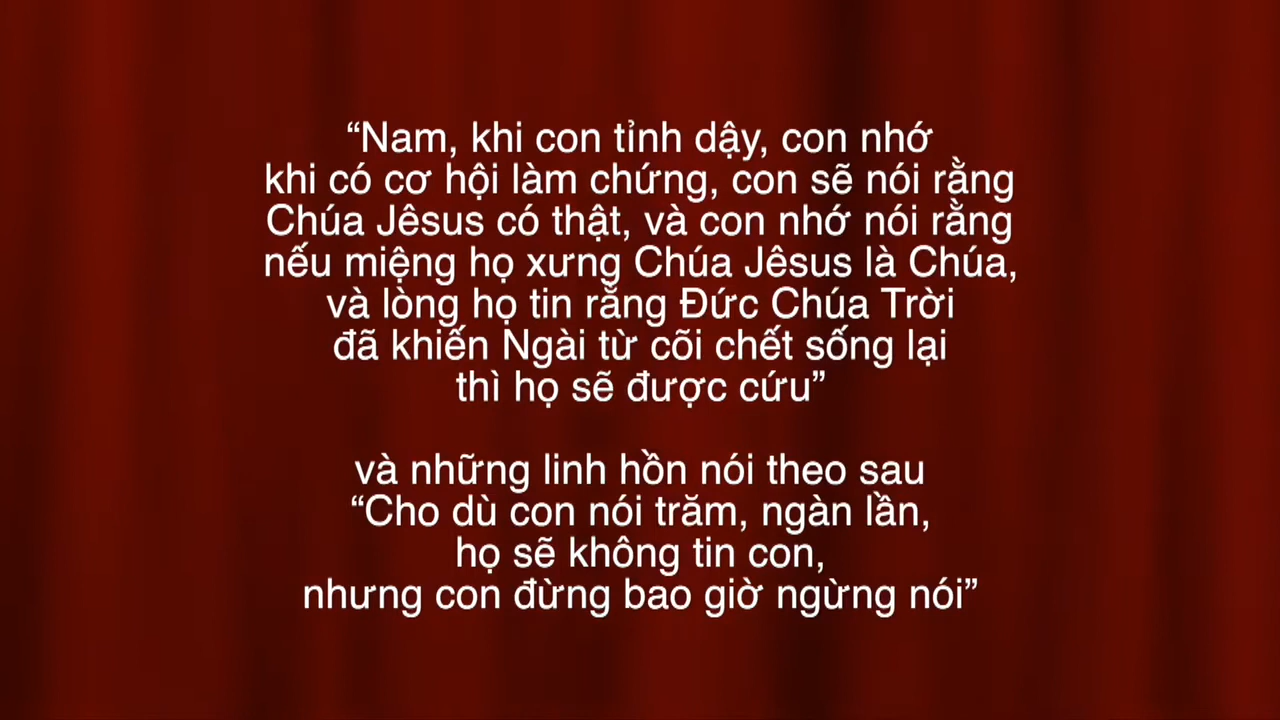 “Nam, khi con tỉnh dậy, con nhớ
khi có cơ hội làm chứng, con sẽ nói rằng
Chúa Jêsus có thật, và con nhớ nói rằng
nếu miệng họ xưng Chúa Jêsus là Chúa,
và lòng họ tin rằng Đức Chúa Trời
đã khiến Ngài từ cõi chết sống lại
thì họ sẽ được cứu”
và những linh hồn nói theo sau
“Cho dù con nói trăm, ngàn lần,
họ sẽ không tin con,
nhưng con đừng bao giờ ngừng nói”